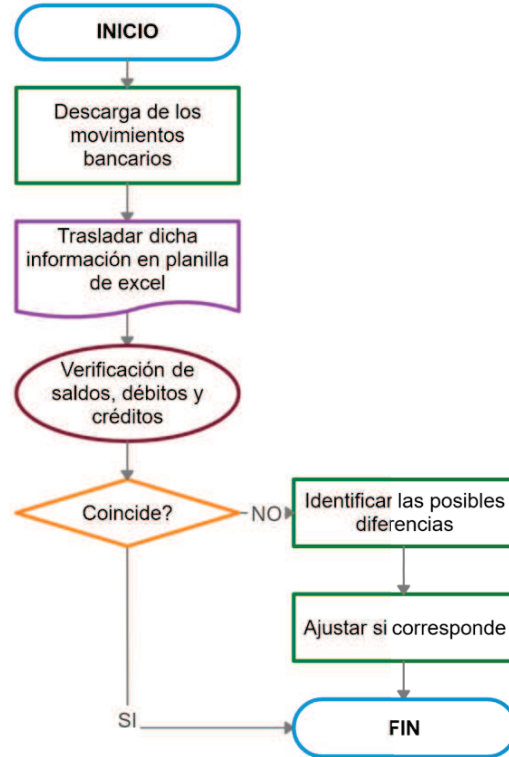 INICIO
Descarga de los
movimientos
bancarios
Trasladar dicha
información en planilla
de excel
Verificación de
saldos, débitos y
créditos
Coincide?
NO
Identificar las posibles
diferencias
Ajustar si corresponde
SI
FIN